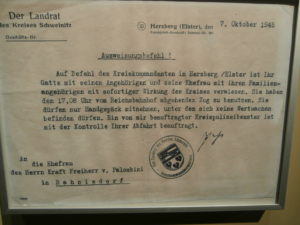 Der Landrat
des Kreises Schweinitz
Herzberg (Elster), den 7. Oktober 1945
Ausweisungsbefehl!
Auf Befehl des Kreiskommandanten in Herzberg/Elster ist Ihr
Gatte mit seinen Angehörigen und seine Ehefrau mit ihren Familien-
angehörigen mit sofortiger Wirkung des Kreises verwiesen. Sie haben
den 17,08 Uhr vom Reichsbahnhof abgehenden Zug zu benutzen. Sie
dürfen nur Handgepäck mitnehmen, unter dem sich keine Wertsachen
befinden dürfen. Ein von mir beauftragter Kreispolizeibeamter ist
mit der Kontrolle Ihrer Abfahrt beauftragt.
An
die Ehefrau
des Herrn Kraft Freiherr v. Palombini
in Rahnisdorf